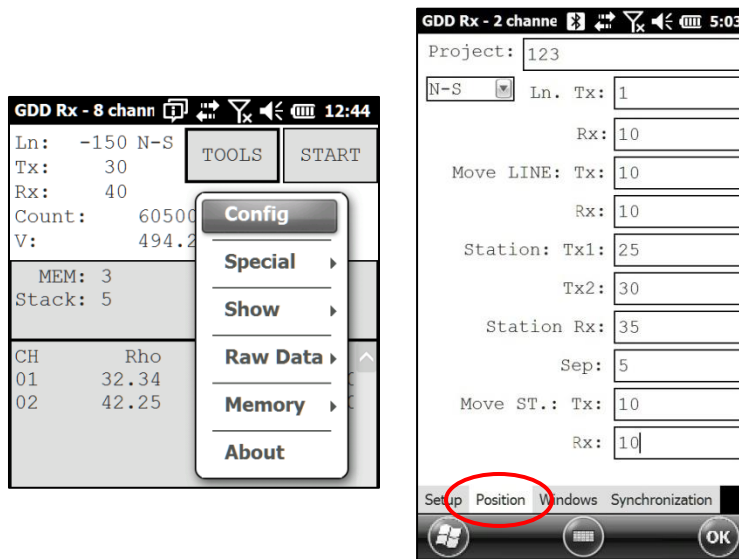 GDD Rx - 8 chann 12:44
Ln: -150 N-S
Tx: 30
Rx: 40
Count: 60500
V: 494.2
TOOLS
START
Config
Special
Show
Raw Data
Memory
About
MEM: 3
Stack: 5
CH Rho
01 32.34
02 42.25
GDD Rx - 2 channe 5:03
Project: 123
N-S Ln. Tx: 1
Rx: 10
Move LINE: Tx: 10
Rx: 10
Station: Tx1: 25
Tx2: 30
Station Rx: 35
Sep: 5
Move ST.: Tx: 10
Rx: 10
Setup Position Windows Synchronization
OK